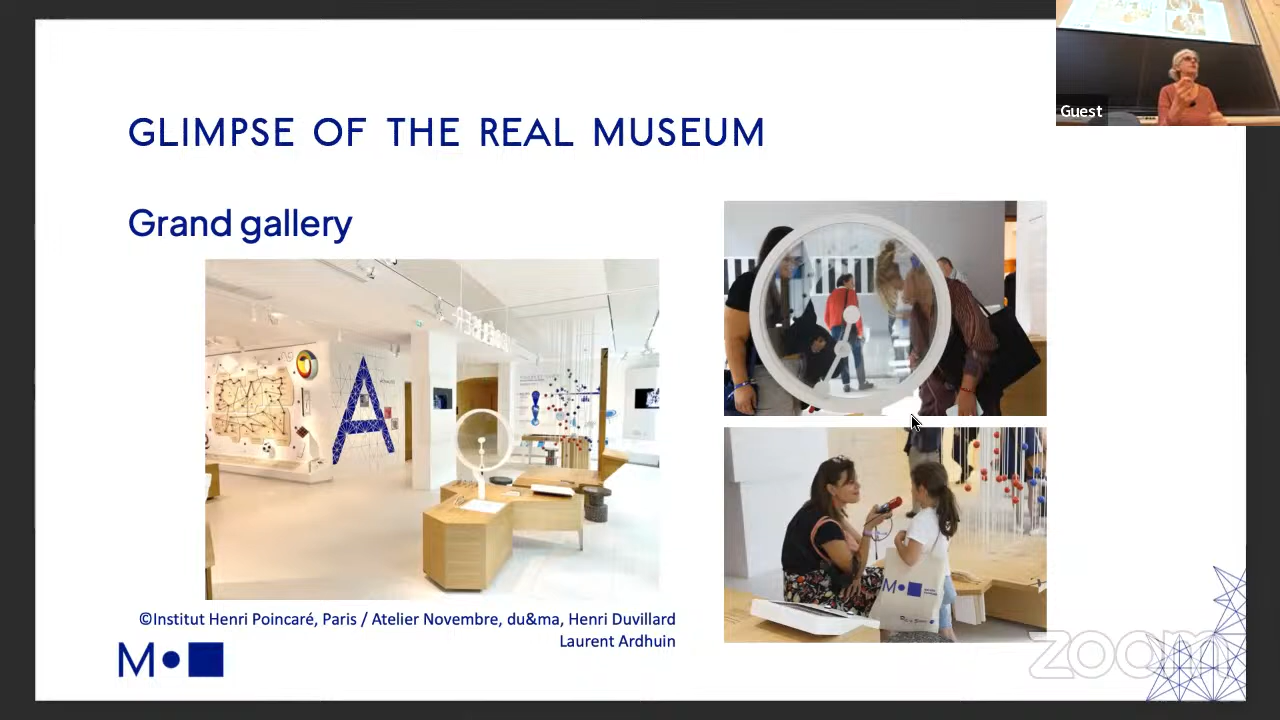 Guest
GLIMPSE OF THE REAL MUSEUM
Grand gallery
A
©Institut Henri Poincaré, Paris / Atelier Novembre, du&ma, Henri Duvillard
Laurent Ardhuin
M
zoom